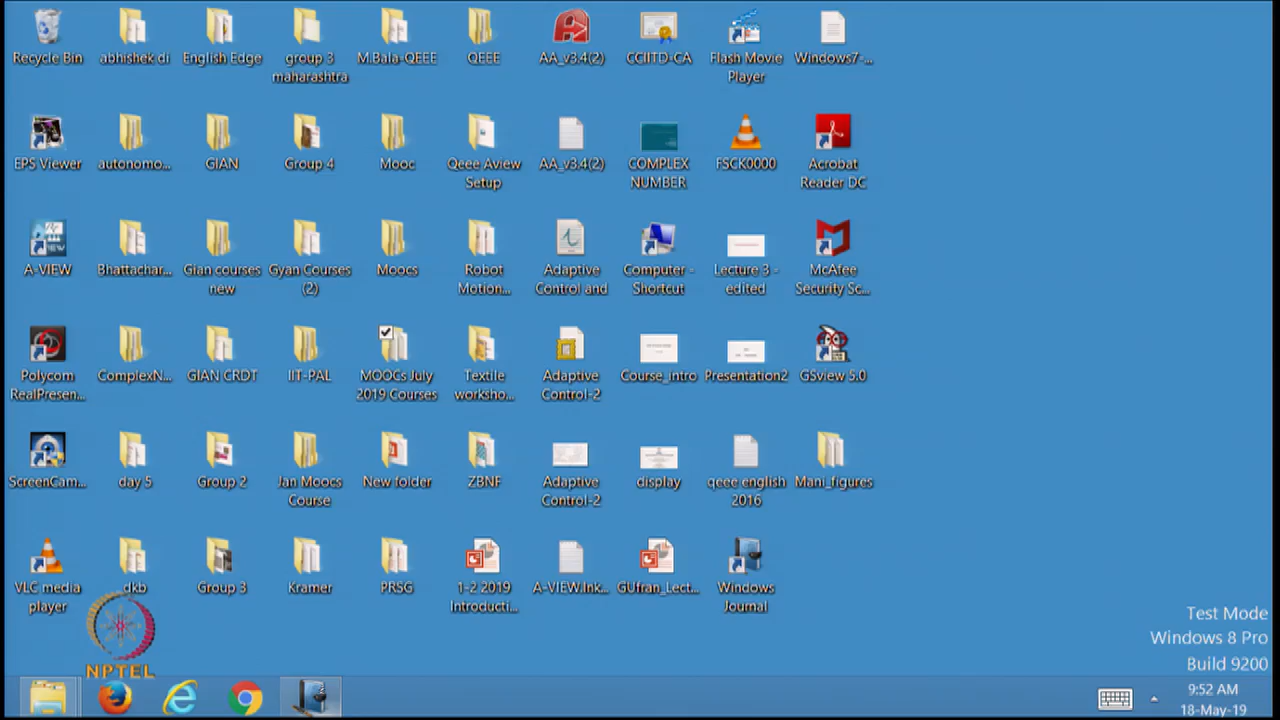 Recycle Bin
abhishek di
English Edge
group 3
maharashtra
M.Bala-QEEE
QEEE
AA_v3.4(2)
CCIITD-CA
Flash Movie
Player
Windows7-...
EPS Viewer
autonomo...
GIAN
Group 4
Mooc
Qeee Aview
Setup
AA_v3.4(2)
COMPLEX
NUMBER
FSCK0000
Acrobat
Reader DC
A-VIEW
Bhattachar...
Gian courses
new
Gyan Courses
(2)
Moocs
Robot
Motion...
Adaptive
Control and
Computer -
Shortcut
Lecture 3 -
edited
McAfee
Security Sc...
Polycom
RealPresen...
ComplexN...
GIAN CRDT
IIT-PAL
MOOCs July
2019 Courses
Textile
worksho...
Adaptive
Control-2
Course_intro
Presentation2
GSview 5.0
ScreenCam...
day 5
Group 2
Jan Moocs
Course
New folder
ZBNF
Adaptive
Control-2
display
qeee english
2016
Mani_figures
VLC media
player
dkb
Group 3
Kramer
PRSG
1-2 2019
Introducti...
A-VIEW.lnk...
GUfran_Lect...
Windows
Journal
NPTEL
Test Mode
Windows 8 Pro
Build 9200
9:52 AM
18-May-19